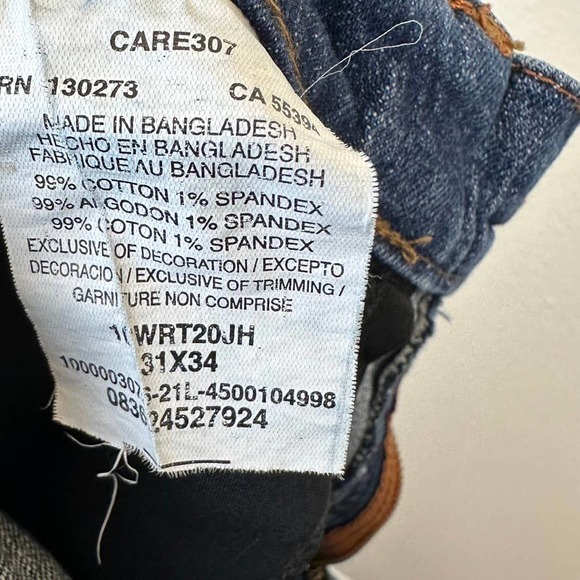 CARE307
RN 130273 CA 55394
MADE IN BANGLADESH
HECHO EN BANGLADESH
FABRIQUE AU BANGLADESH
99% COTTON 1% SPANDEX
99% ALGODON 1% SPANDEX
99% COTON 1% SPANDEX
EXCLUSIVE OF DECORATION / EXCEPTO
DECORACION / EXCLUSIVE OF TRIMMING /
GARNITURE NON COMPRISE
10WRT20JH
31X34
-21L-4500104998
24527924